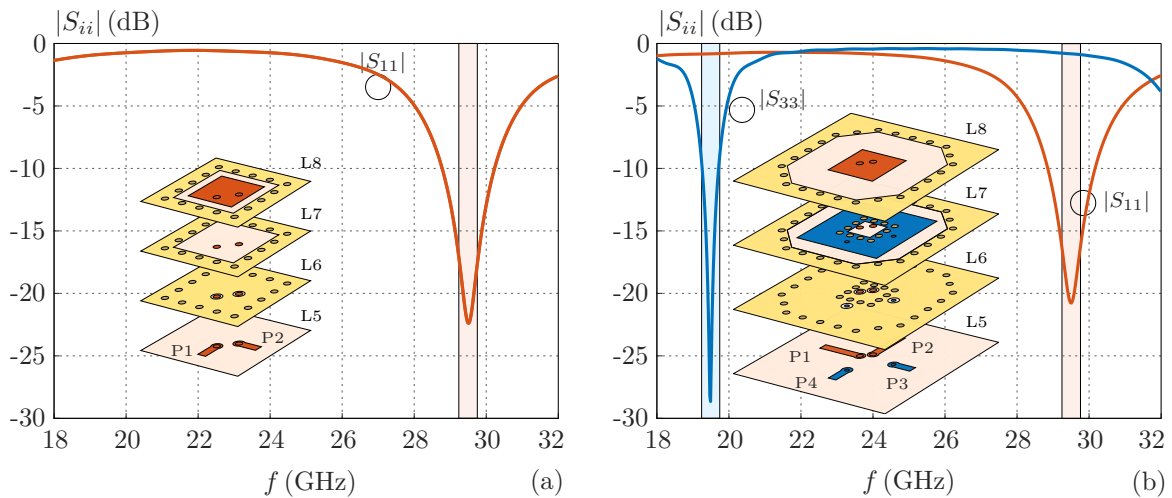 |S_ii| (dB)
0
-5
-10
-15
-20
-25
-30
|S_11|
L8
L7
L6
L5
P1
P2
18
20
22
24
26
28
30
32
f (GHz)
(a)
|S_ii| (dB)
0
-5
-10
-15
-20
-25
-30
|S_33|
|S_11|
L8
L7
L6
L5
P1
P2
P4
P3
18
20
22
24
26
28
30
32
f (GHz)
(b)